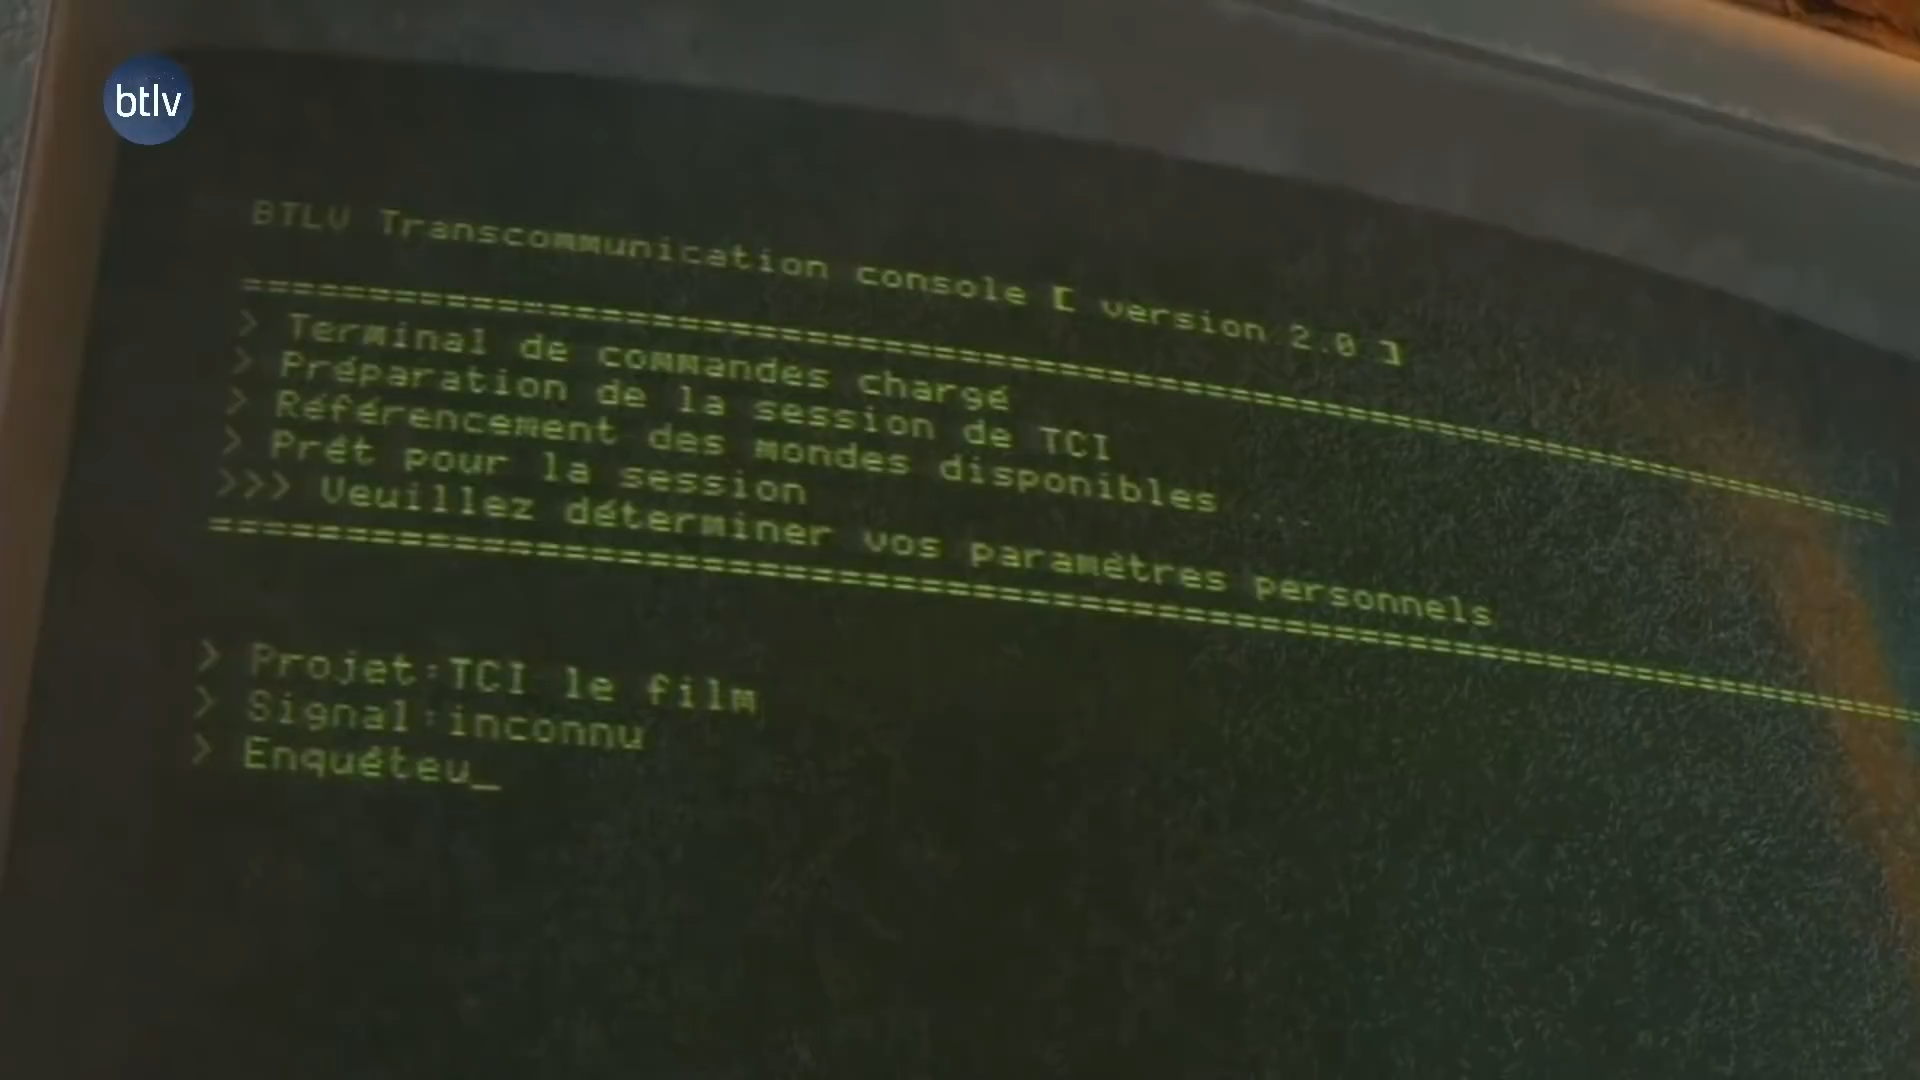 btlv
BTLV Transcommunication console [ version 2.0 ]
================================================================
> Terminal de commandes chargé
> Préparation de la session de TCI
> Référencement des mondes disponibles ...
> Prêt pour la session
>>> Veuillez déterminer vos paramètres personnels
================================================================
> Projet:TCI le film
> Signal:inconnu
> Enquêteu_